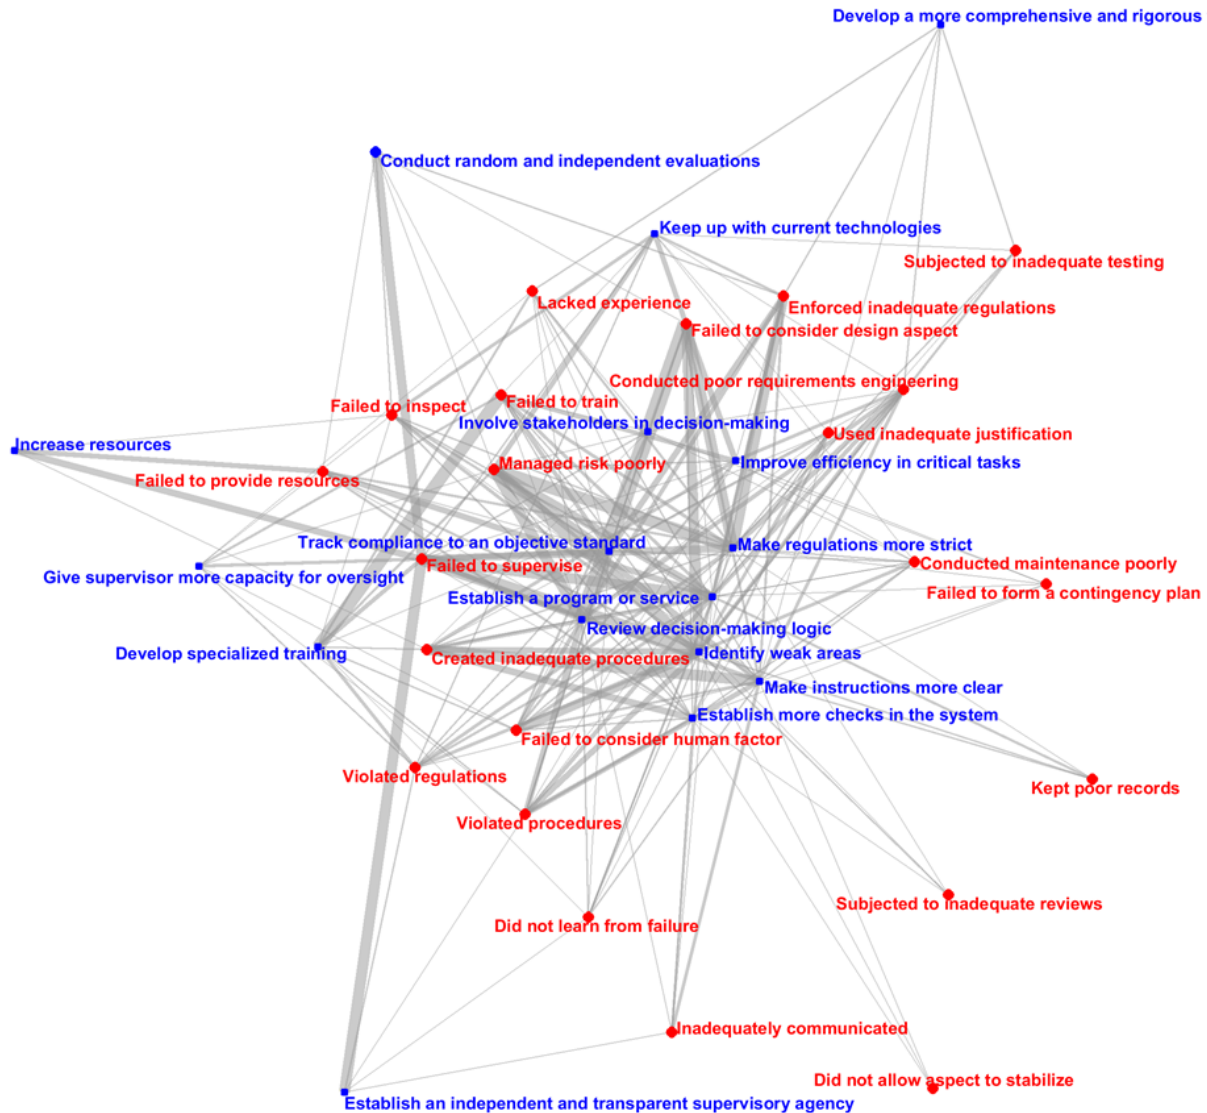 Develop a more comprehensive and rigorous
Conduct random and independent evaluations
Keep up with current technologies
Subjected to inadequate testing
Lacked experience
Enforced inadequate regulations
Failed to consider design aspect
Conducted poor requirements engineering
Failed to train
Failed to inspect
Involve stakeholders in decision-making
Used inadequate justification
Increase resources
Managed risk poorly
Improve efficiency in critical tasks
Failed to provide resources
Track compliance to an objective standard
Make regulations more strict
Failed to supervise
Conducted maintenance poorly
Give supervisor more capacity for oversight
Failed to form a contingency plan
Establish a program or service
Review decision-making logic
Develop specialized training
Created inadequate procedures
Identify weak areas
Make instructions more clear
Establish more checks in the system
Failed to consider human factor
Violated regulations
Kept poor records
Violated procedures
Subjected to inadequate reviews
Did not learn from failure
Inadequately communicated
Did not allow aspect to stabilize
Establish an independent and transparent supervisory agency